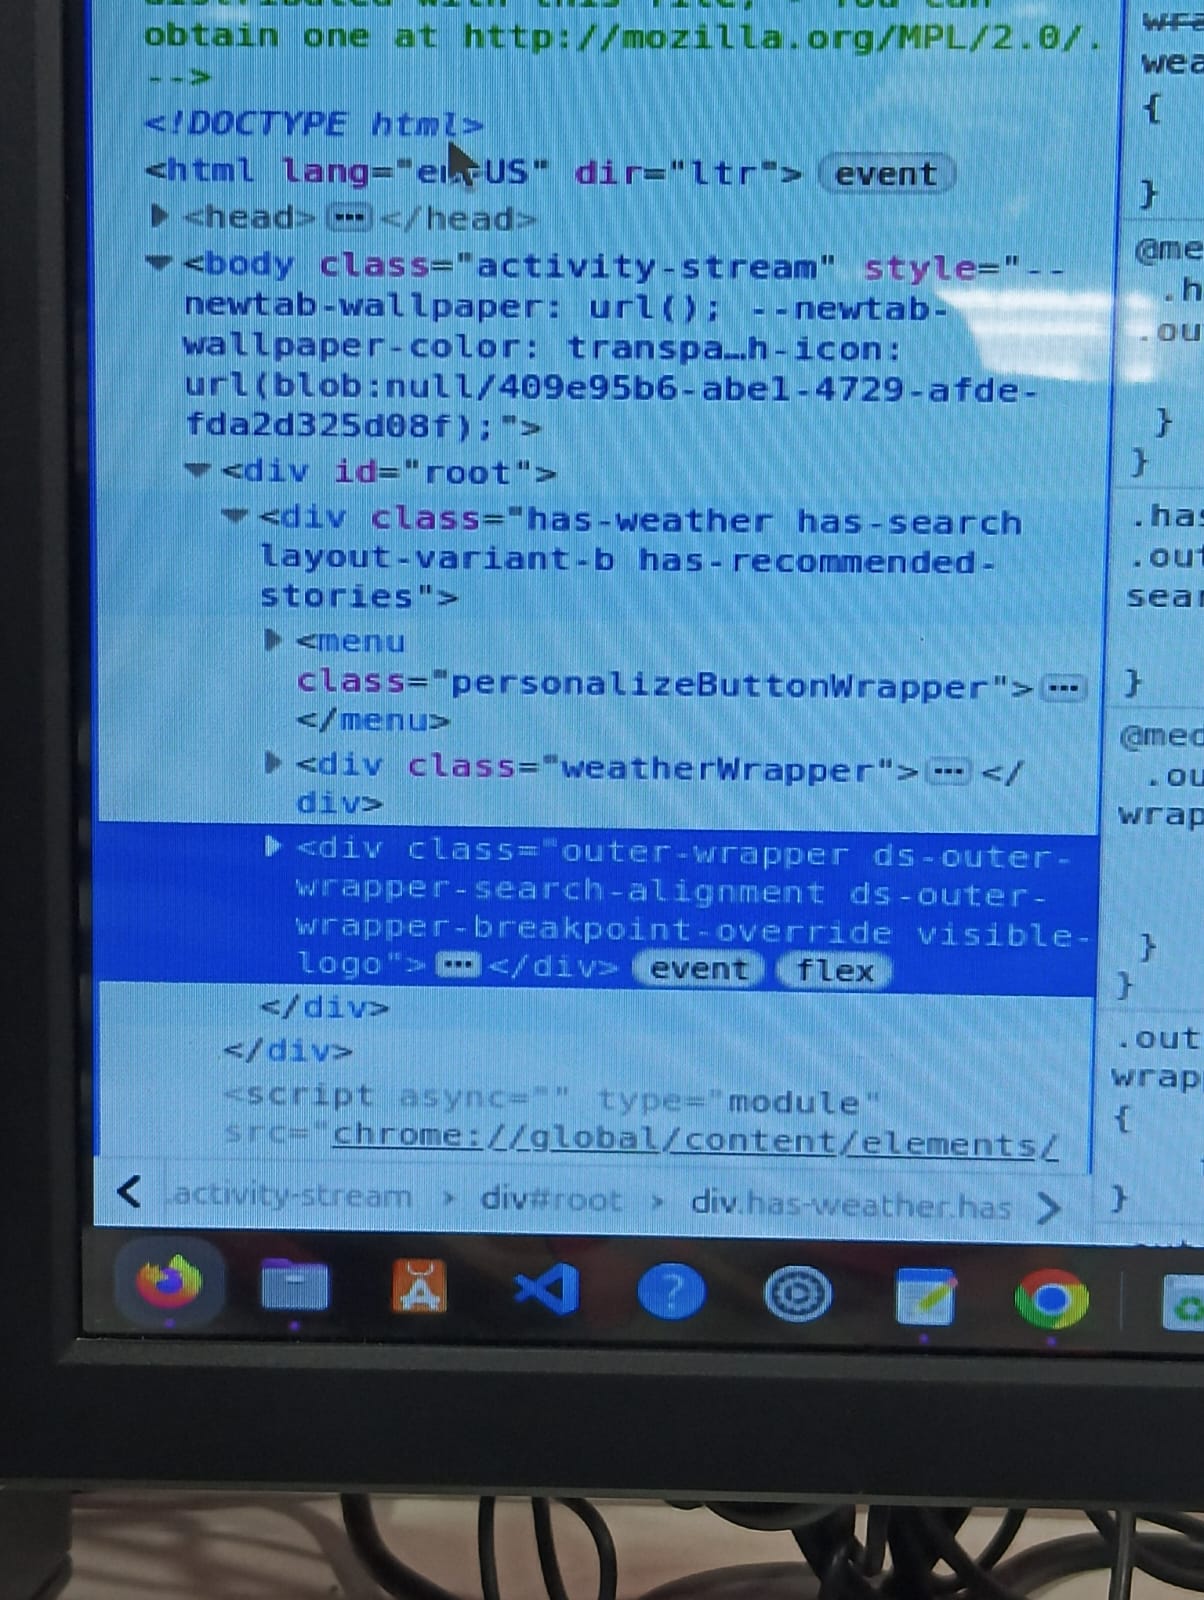 obtain one at http://mozilla.org/MPL/2.0/.
-->
<!DOCTYPE html>
<html lang="en-US" dir="ltr"> event
<head> ··· </head>
<body class="activity-stream" style="--
newtab-wallpaper: url(); --newtab-
wallpaper-color: transpa…h-icon:
url(blob:null/409e95b6-abe1-4729-afde-
fda2d325d08f);">
<div id="root">
<div class="has-weather has-search
layout-variant-b has-recommended-
stories">
<menu
class="personalizeButtonWrapper"> ···
</menu>
<div class="weatherWrapper"> ··· </
div>
<div class="outer-wrapper ds-outer-
wrapper-search-alignment ds-outer-
wrapper-breakpoint-override visible-
logo"> ··· </div> event flex
</div>
</div>
<script async="" type="module"
src="chrome://global/content/elements/
.activity-stream > div#root > div.has-weather.has
wea
{
}
@me
.h
.ou
}
}
.has
.out
sear
}
@med
.ou
wrap
}
}
.out
wrap
{
}